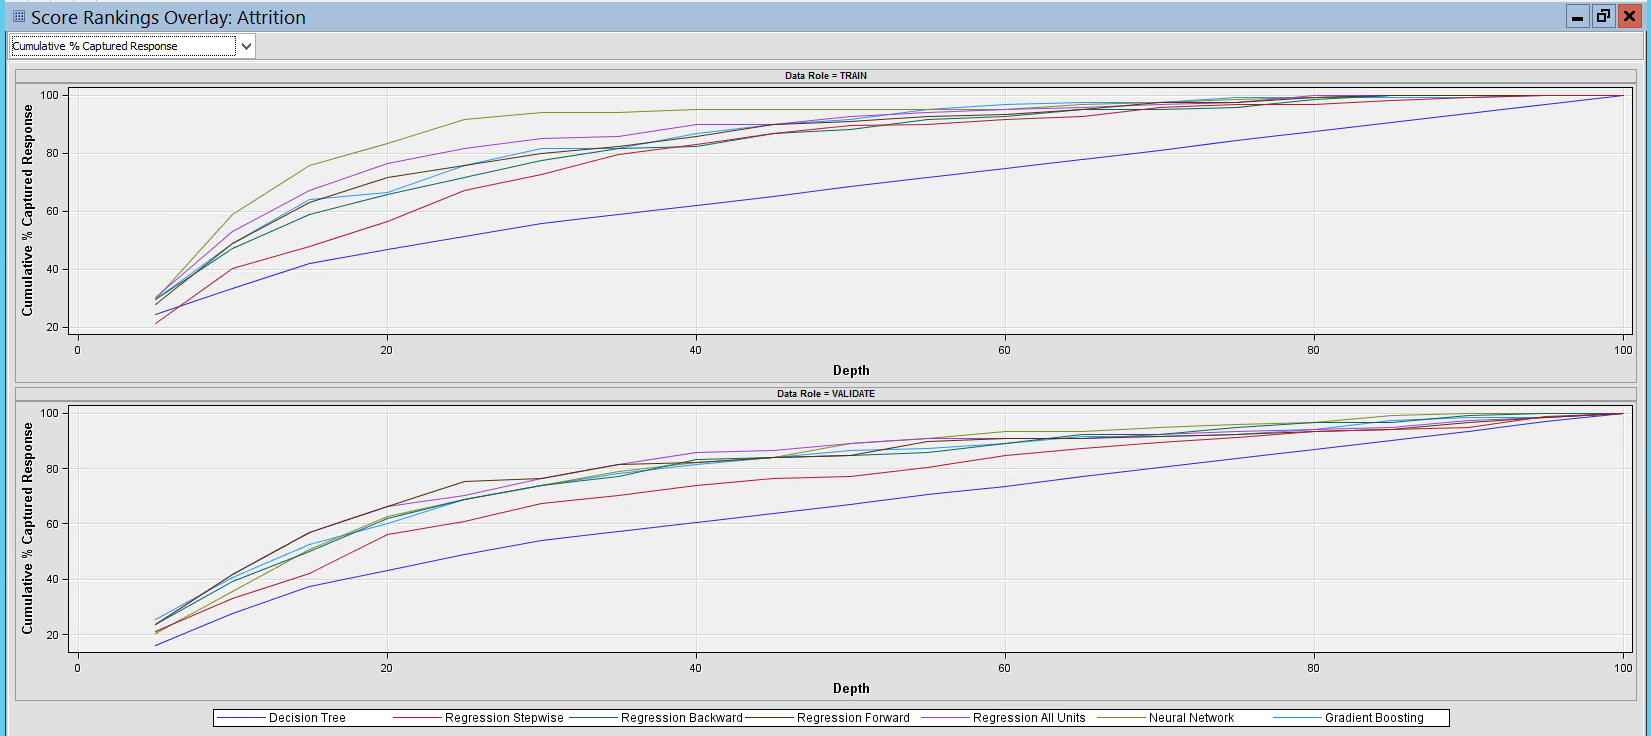 Score Rankings Overlay: Attrition
Cumulative % Captured Response
Data Role = TRAIN
Cumulative % Captured Response
100
80
60
40
20
0 20 40 60 80 100
Depth
Data Role = VALIDATE
Cumulative % Captured Response
100
80
60
40
20
0 20 40 60 80 100
Depth
Decision Tree Regression Stepwise Regression Backward Regression Forward Regression All Units Neural Network Gradient Boosting